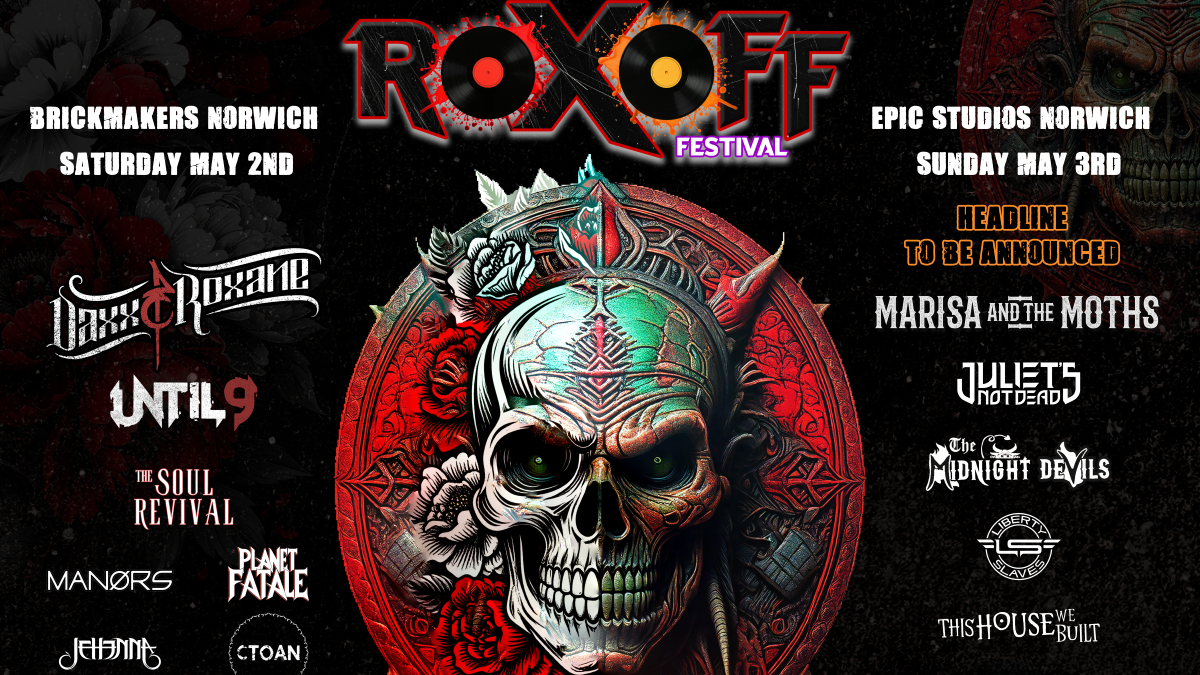 ROXOFF
FESTIVAL
BRICKMAKERS NORWICH
SATURDAY MAY 2ND
DAXX & ROXANE
UNTIL 9
THE SOUL
REVIVAL
MANØRS
PLANET
FATALE
JEHENNA
CTOAN
EPIC STUDIOS NORWICH
SUNDAY MAY 3RD
HEADLINE
TO BE ANNOUNCED
MARISA AND THE MOTHS
JULIET'S
NOT DEAD
The
MIDNIGHT DEVILS
LIBERTY
LS
SLAVES
THIS HOUSE WE
BUILT